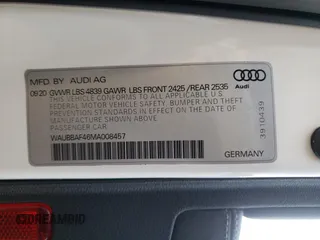 MFD. BY AUDI AG
09/20 GVWR LBS 4839 GAWR LBS FRONT 2425 /REAR 2535
THIS VEHICLE CONFORMS TO ALL APPLICABLE
FEDERAL MOTOR VEHICLE SAFETY, BUMPER AND THEFT
PREVENTION STANDARDS IN EFFECT ON THE DATE OF
MANUFACTURE SHOWN ABOVE
PASSENGER CAR
WAUBBAF46MA008457
GERMANY
Audi
3910439